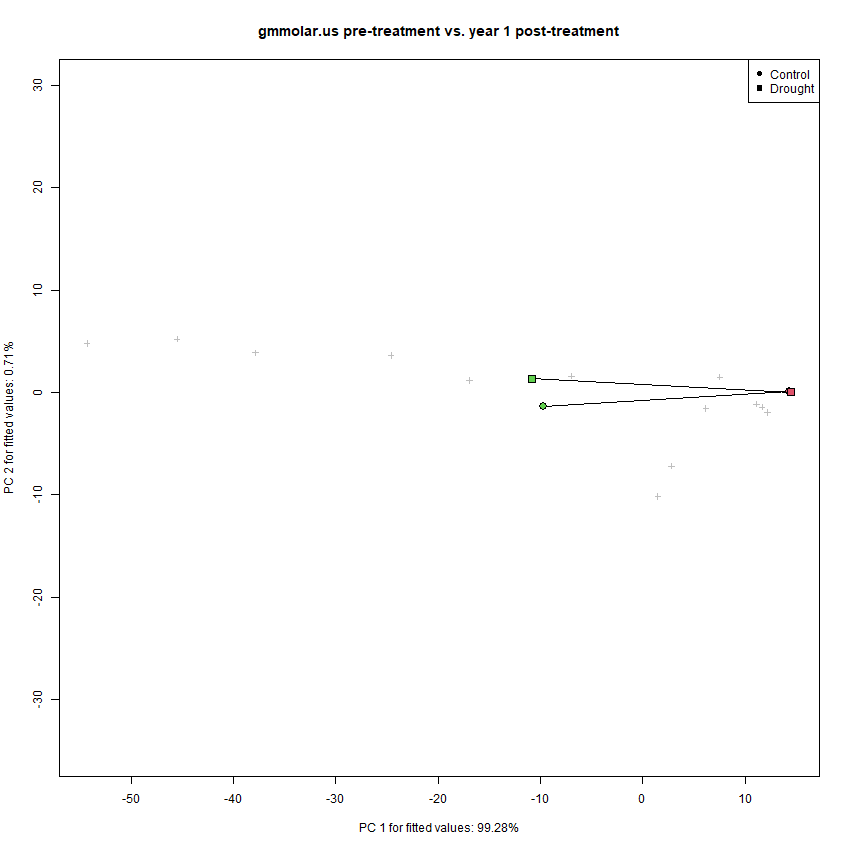 gmmolar.us pre-treatment vs. year 1 post-treatment
Control
Drought
30
20
10
0
-10
-20
-30
PC 2 for fitted values: 0.71%
-50
-40
-30
-20
-10
0
10
PC 1 for fitted values: 99.28%